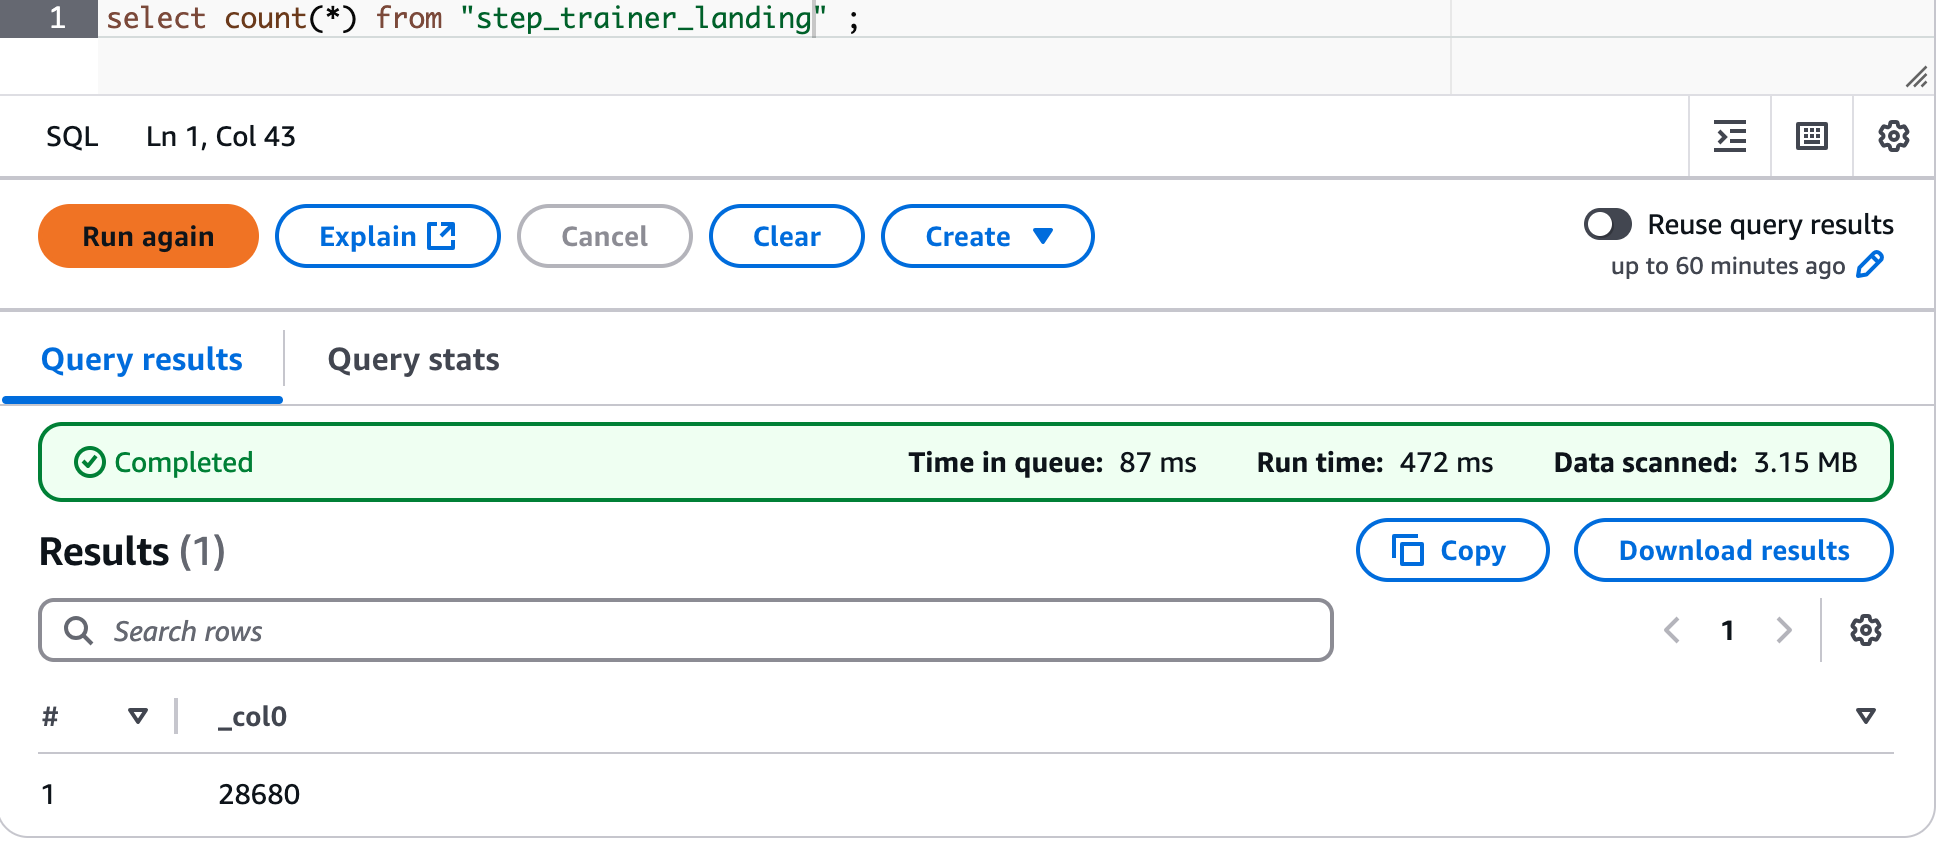 1 select count(*) from "step_trainer_landing" ;
SQL Ln 1, Col 43
Run again Explain Cancel Clear Create Reuse query results
up to 60 minutes ago
Query results Query stats
Completed Time in queue: 87 ms Run time: 472 ms Data scanned: 3.15 MB
Results (1) Copy Download results
Search rows 1
# _col0
1 28680